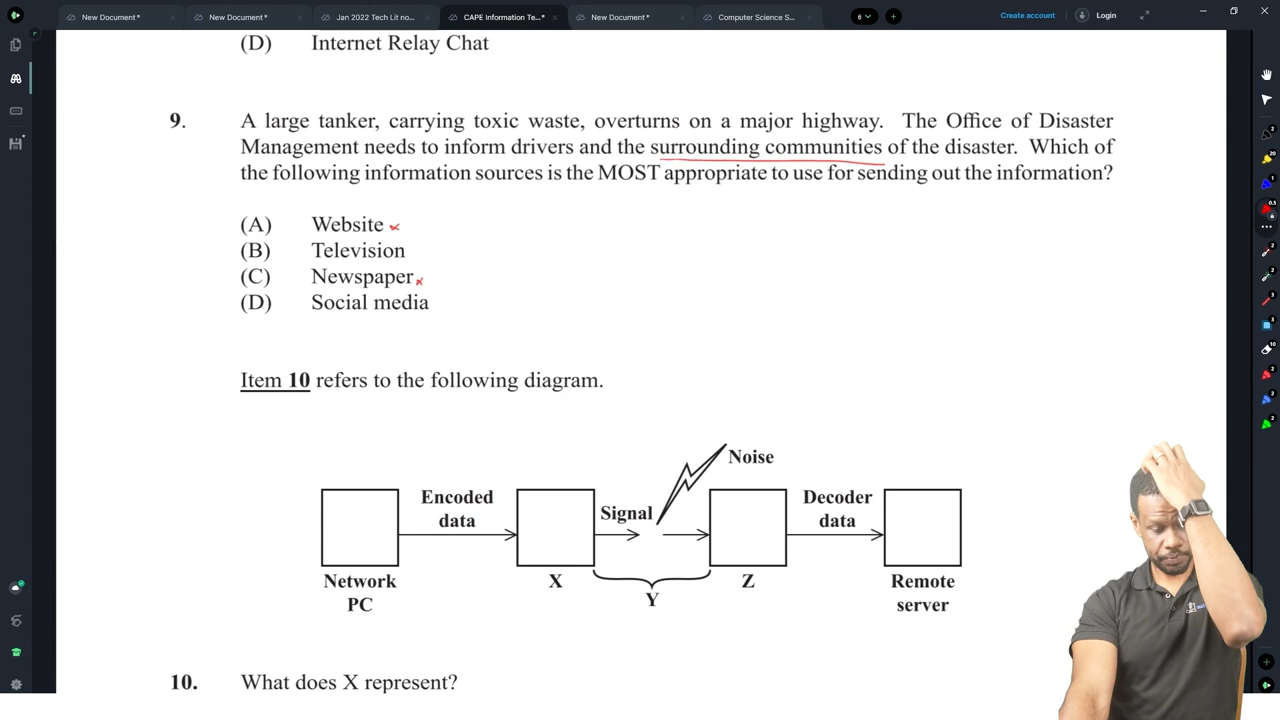 New Document*
New Document*
Jan 2022 Tech Lit no...
CAPE Information Te...*
New Document*
Computer Science S...
6
Create account
Login
(D) Internet Relay Chat
9. A large tanker, carrying toxic waste, overturns on a major highway. The Office of Disaster
Management needs to inform drivers and the surrounding communities of the disaster. Which of
the following information sources is the MOST appropriate to use for sending out the information?
(A) Website
(B) Television
(C) Newspaper
(D) Social media
Item 10 refers to the following diagram.
Noise
Encoded
data
Signal
Decoder
data
Network
PC
X
Y
Z
Remote
server
10. What does X represent?